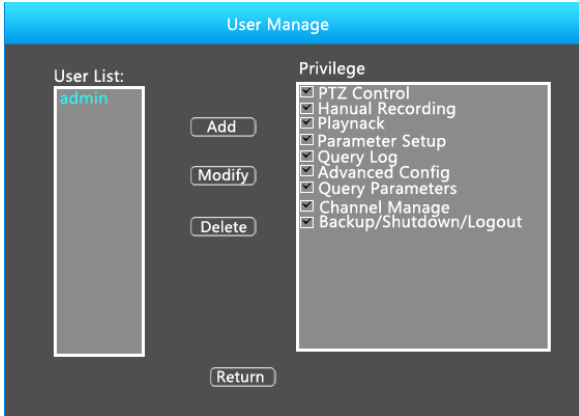 User Manage
User List:
admin
Add
Modify
Delete
Privilege
PTZ Control
Hanual Recording
Playnack
Parameter Setup
Query Log
Advanced Config
Query Parameters
Channel Manage
Backup/Shutdown/Logout
Return